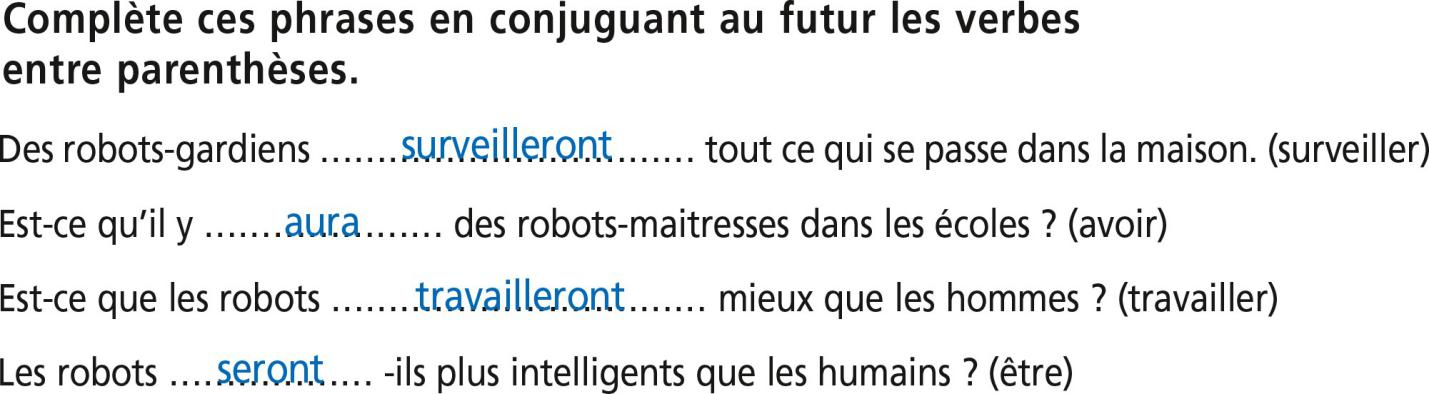 Complète ces phrases en conjuguant au futur les verbes
entre parenthèses.
Des robots-gardiens ........surveilleront........ tout ce qui se passe dans la maison. (surveiller)
Est-ce qu'il y ........aura........ des robots-maitresses dans les écoles ? (avoir)
Est-ce que les robots ........travailleront........ mieux que les hommes ? (travailler)
Les robots ........seront........ -ils plus intelligents que les humains ? (être)